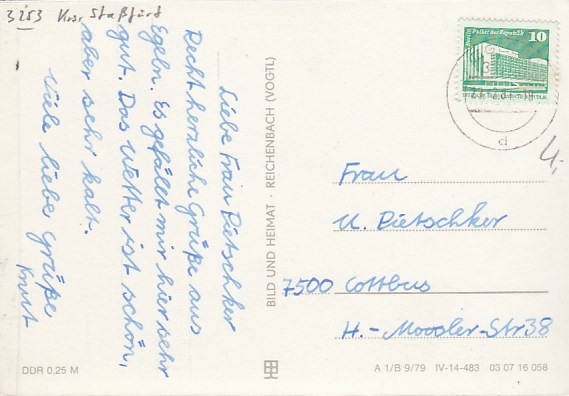 3253 Kr. Staßfurt
Liebe Frau Pietschker
Recht herzliche Grüße aus
Egeln. Es gefällt mir hier sehr
gut. Das Wetter ist schön,
aber sehr kalt.
Viele liebe Grüße
Knut
BILD UND HEIMAT · REICHENBACH (VOGTL)
Palast der Republik
10
d
Frau
U. Pietschker
7500 Cottbus
H.-Moosler-Str 38
DDR 0,25 M
A 1/B 9/79 IV-14-483 03 07 16 058